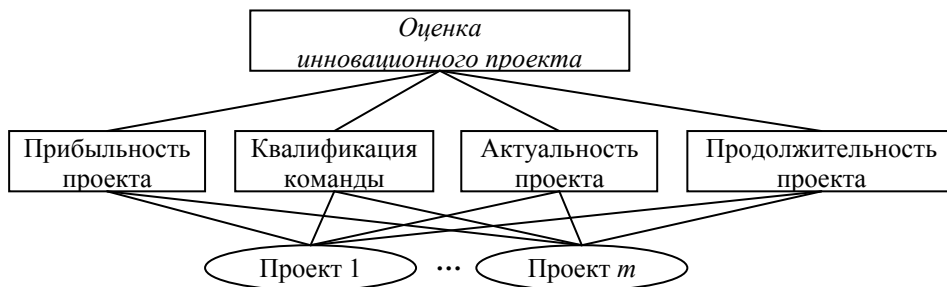 Оценка
инновационного проекта
Прибыльность
проекта
Квалификация
команды
Актуальность
проекта
Продолжительность
проекта
Проект 1
...
Проект m